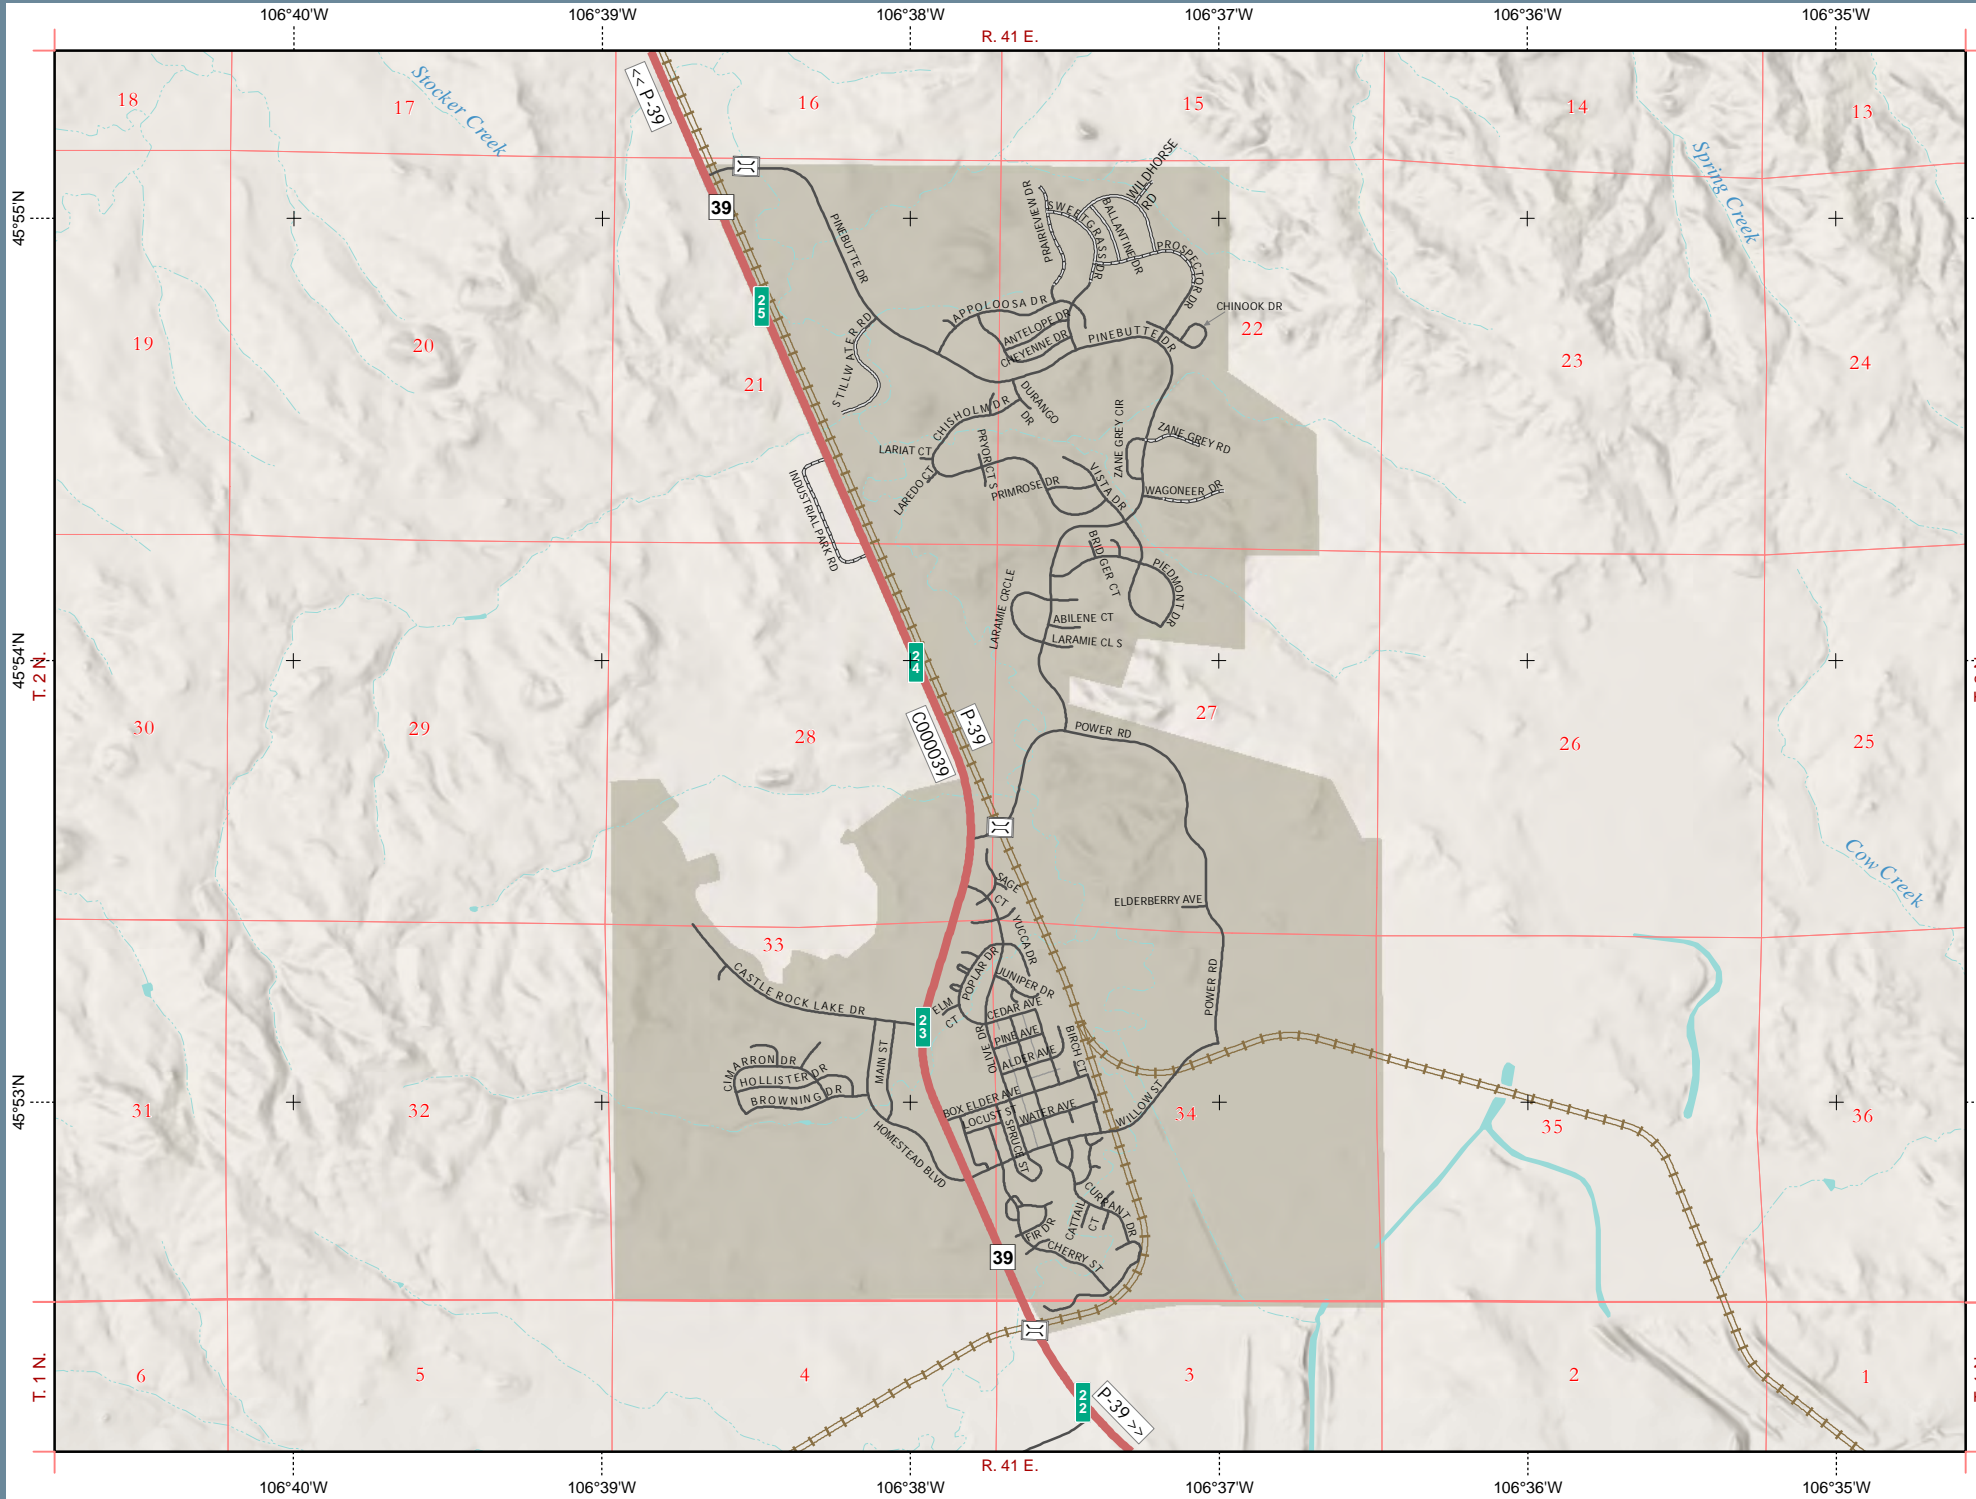 106°40'W
106°39'W
106°38'W
106°37'W
106°36'W
106°35'W
R. 41 E.
18
17
Stocker Creek
<< P-39
16
15
14
13
Spring Creek
45°55'N
39
PINEBUTTE DR
PRAIRIEVIEW DR
SWEETGRASS DR
BALLANTINE DR
WILDHORSE
RD
PROSPECTOR DR
CHINOOK DR
22
25
APPOLOOSA DR
ANTELOPE DR
CHEYENNE DR
PINEBUTTE DR
STILLWATER RD
19
20
21
23
24
DURANGO
DR
CHISHOLM DR
LARIAT CT
LAREDO CT
PRYOR CT S
PRIMROSE DR
VISTA DR
ZANE GREY CIR
ZANE GREY RD
WAGONEER DR
INDUSTRIAL PARK RD
BRIDGER CT
PIEDMONT DR
LARAMIE CRCLE
ABILENE CT
LARAMIE CL S
45°54'N
T. 2 N.
24
30
29
28
C000039
P-39
27
26
25
POWER RD
Cow Creek
ELDERBERRY AVE
SAGE
CT
YUCCA DR
33
CASTLE ROCK LAKE DR
POPLAR DR
JUNIPER DR
ELM
CT
CEDAR AVE
PINE AVE
ALDER AVE
OLIVE DR
BIRCH CT
POWER RD
23
MAIN ST
CIMARRON DR
HOLLISTER DR
BROWNING DR
BOX ELDER AVE
LOCUST ST
WATER AVE
SPRUCE ST
WILLOW ST
HOMESTEAD BLVD
45°53'N
31
32
34
35
36
CURRANT DR
CATTAIL
CT
FIR DR
CHERRY ST
39
T. 1 N.
6
5
4
3
2
1
22
P-39 >>
R. 41 E.
106°40'W
106°39'W
106°38'W
106°37'W
106°36'W
106°35'W